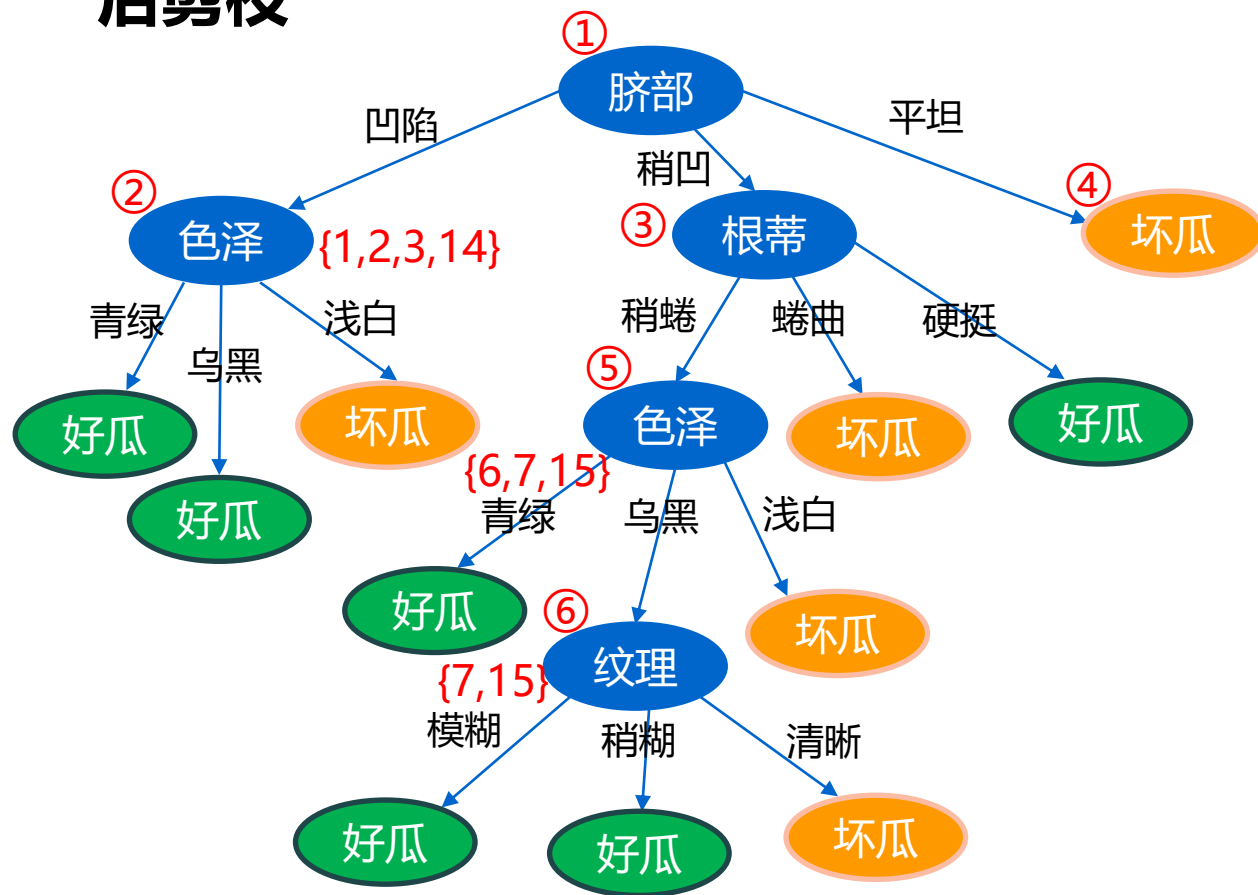 后剪枝
①
脐部
凹陷
稍凹
平坦
②
色泽
{1,2,3,14}
③
根蒂
④
坏瓜
青绿
乌黑
浅白
稍蜷
蜷曲
硬挺
好瓜
好瓜
坏瓜
⑤
色泽
坏瓜
好瓜
{6,7,15}
青绿
乌黑
浅白
好瓜
⑥
纹理
坏瓜
{7,15}
模糊
稍糊
清晰
好瓜
好瓜
坏瓜